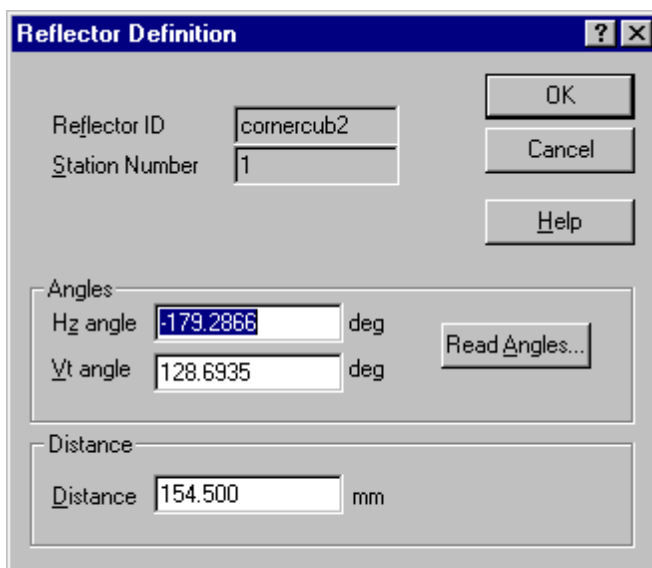 Reflector Definition
OK
Reflector ID cornercub2
Station Number 1
Cancel
Help
Angles
Hz angle -179.2866 deg
Vt angle 128.6935 deg
Read Angles...
Distance
Distance 154.500 mm